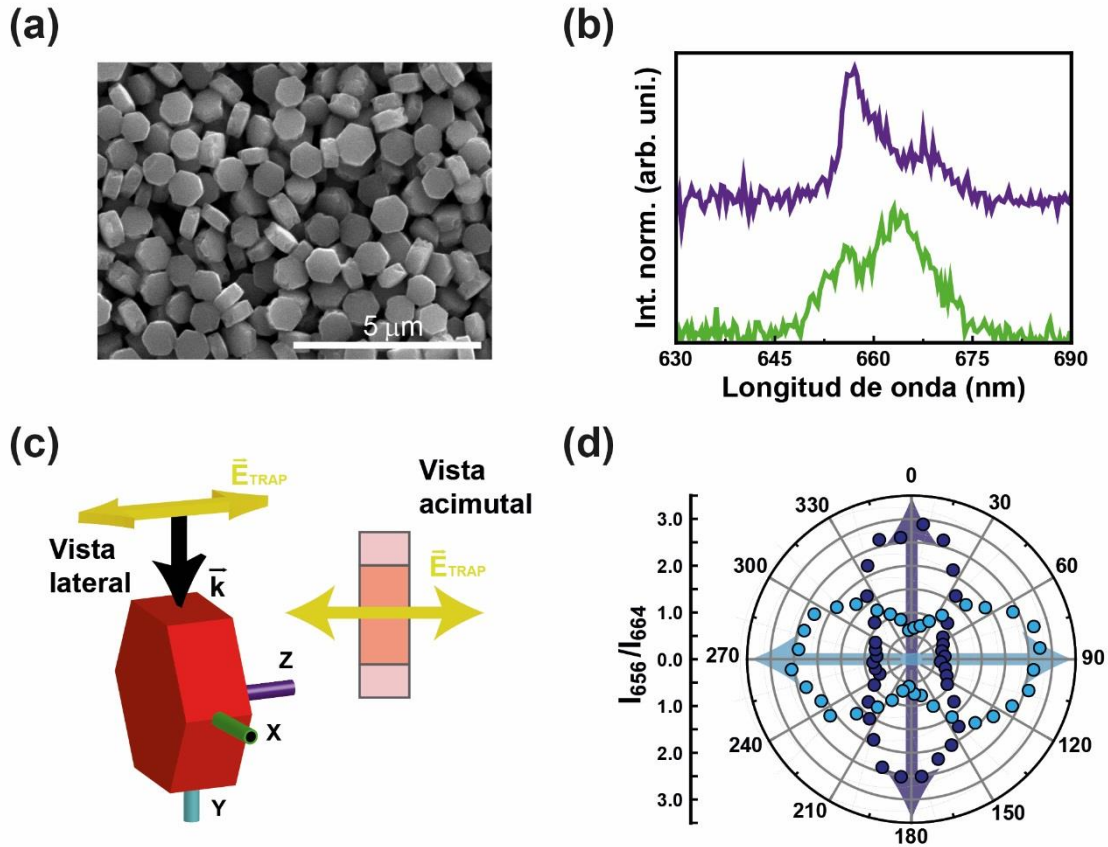 (a)
5 μm
(b)
Int. norm. (arb. uni.)
630 645 660 675 690
Longitud de onda (nm)
(c)
E TRAP
Vista
lateral
k
Z
X
Y
Vista
acimutal
E TRAP
(d)
I656/I664
3.0
2.0
1.0
0.0
1.0
2.0
3.0
0
30
60
90
120
150
180
210
240
270
300
330